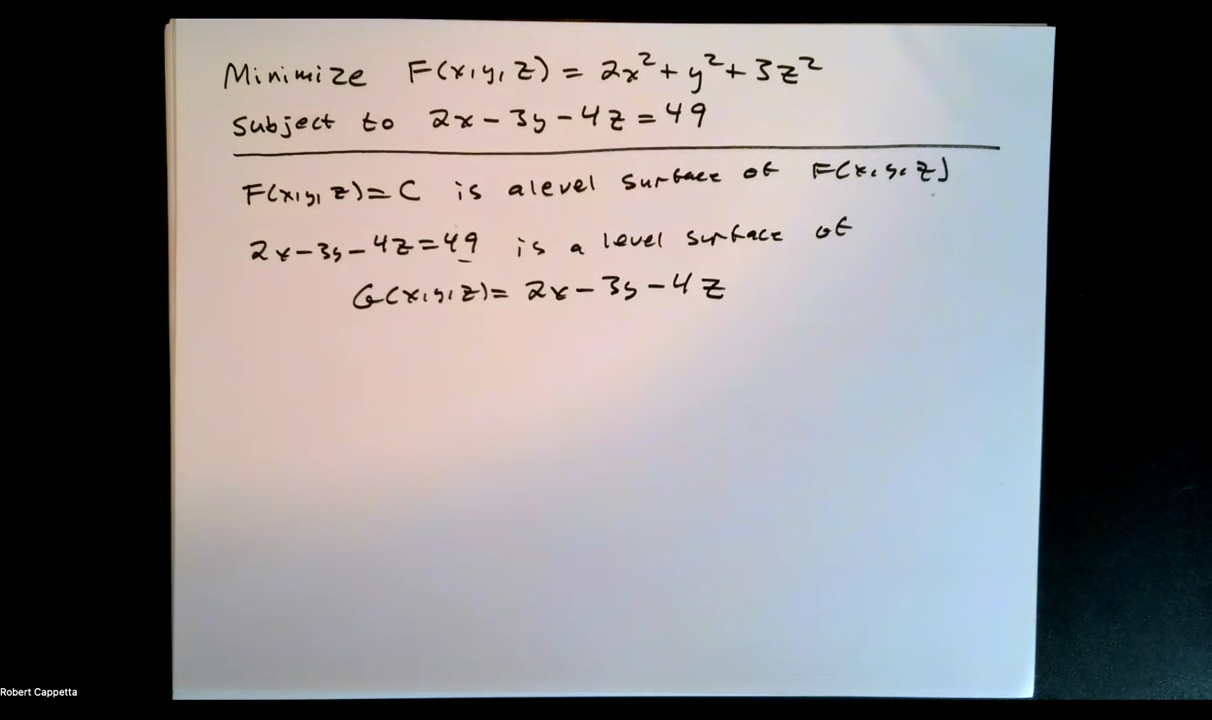 Minimize F(x,y,z) = 2x² + y² + 3z²
Subject to 2x - 3y - 4z = 49
F(x,y,z) = C is a level surface of F(x,y,z)
2x - 3y - 4z = 49 is a level surface of
G(x,y,z) = 2x - 3y - 4z
Robert Cappetta